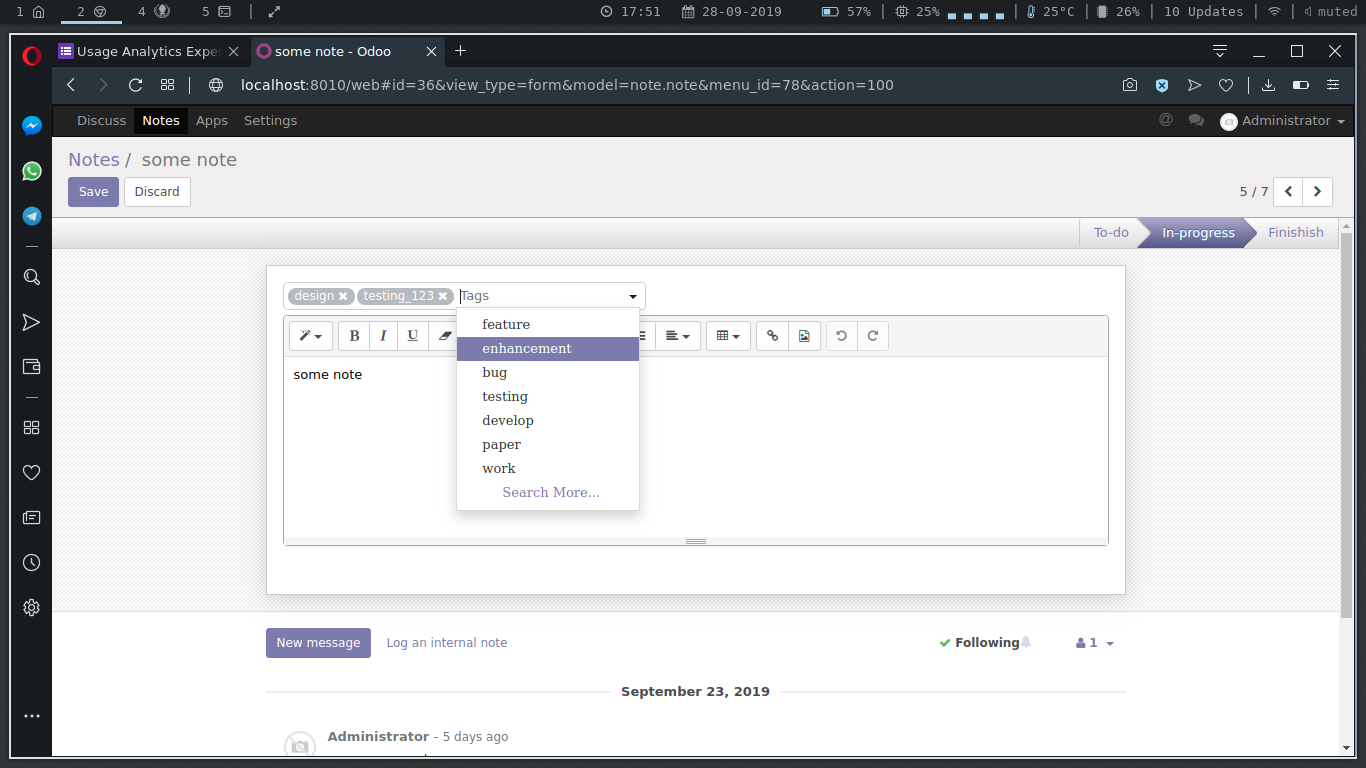 1 2 4 5 17:51 28-09-2019 57% 25% 25°C 26% 10 Updates muted
Usage Analytics Expe some note - Odoo
localhost:8010/web#id=36&view_type=form&model=note.note&menu_id=78&action=100
Discuss Notes Apps Settings @ Administrator
Notes / some note
Save Discard 5 / 7
To-do In-progress Finishish
design testing_123 Tags
B I U
feature
enhancement
bug
some note
testing
develop
paper
work
Search More...
New message Log an internal note Following 1
September 23, 2019
Administrator - 5 days ago